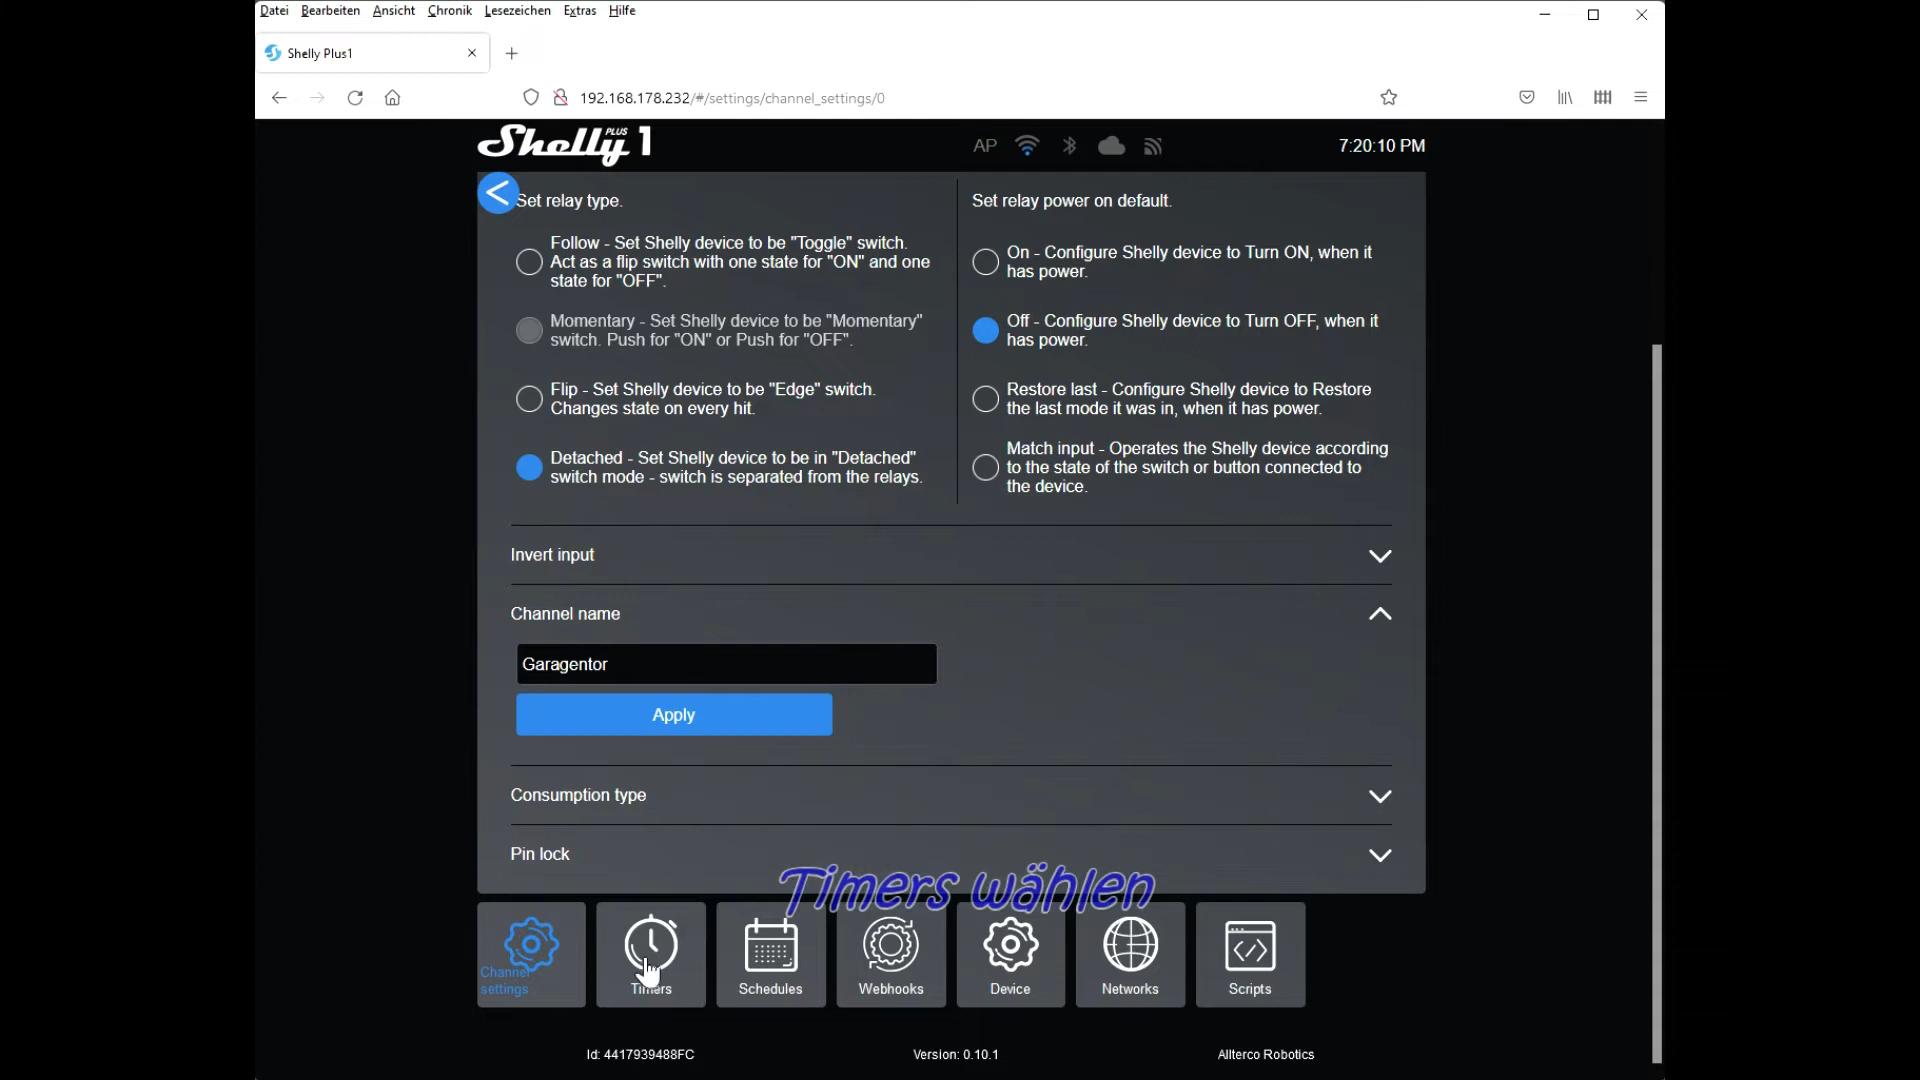 Datei Bearbeiten Ansicht Chronik Lesezeichen Extras Hilfe
Shelly Plus1
192.168.178.232/#/settings/channel_settings/0
Shelly PLUS 1
AP
7:20:10 PM
<
Set relay type.
Follow - Set Shelly device to be "Toggle" switch.
Act as a flip switch with one state for "ON" and one
state for "OFF".
Momentary - Set Shelly device to be "Momentary"
switch. Push for "ON" or Push for "OFF".
Flip - Set Shelly device to be "Edge" switch.
Changes state on every hit.
Detached - Set Shelly device to be in "Detached"
switch mode - switch is separated from the relays.
Set relay power on default.
On - Configure Shelly device to Turn ON, when it
has power.
Off - Configure Shelly device to Turn OFF, when it
has power.
Restore last - Configure Shelly device to Restore
the last mode it was in, when it has power.
Match input - Operates the Shelly device according
to the state of the switch or button connected to
the device.
Invert input
Channel name
Garagentor
Apply
Consumption type
Pin lock
Timers wählen
Channel
settings
Timers
Schedules
Webhooks
Device
Networks
Scripts
Id: 4417939488FC
Version: 0.10.1
Allterco Robotics